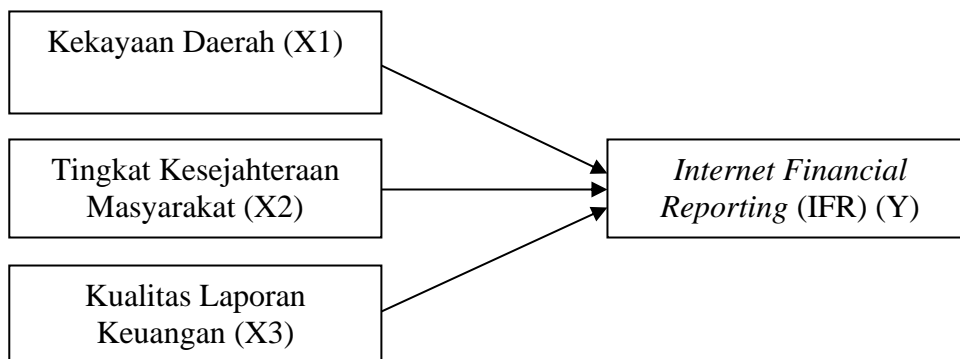 Kekayaan Daerah (X1)
Tingkat Kesejahteraan
Masyarakat (X2)
Internet Financial
Reporting (IFR) (Y)
Kualitas Laporan
Keuangan (X3)